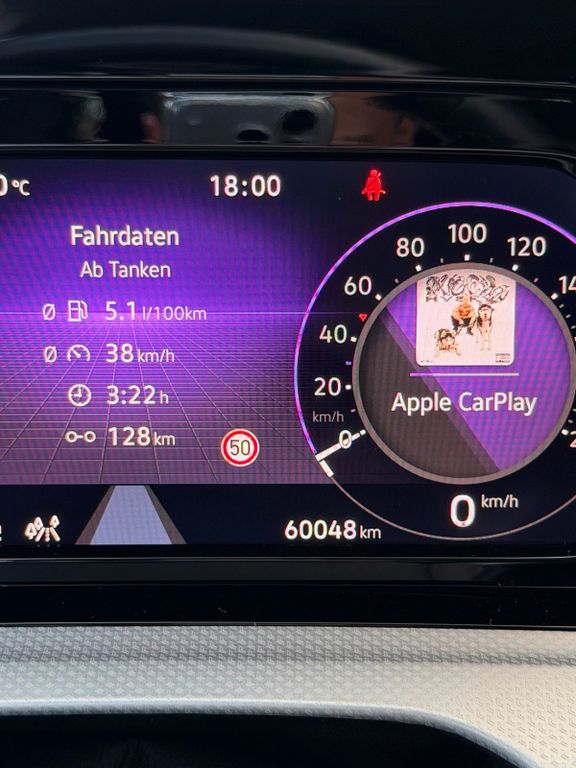 0°C
18:00
Fahrdaten
Ab Tanken
Ø 5.1 l/100km
Ø 38 km/h
3:22 h
128 km
50
0
20
40
60
80
100
120
km/h
Apple CarPlay
0 km/h
60048 km